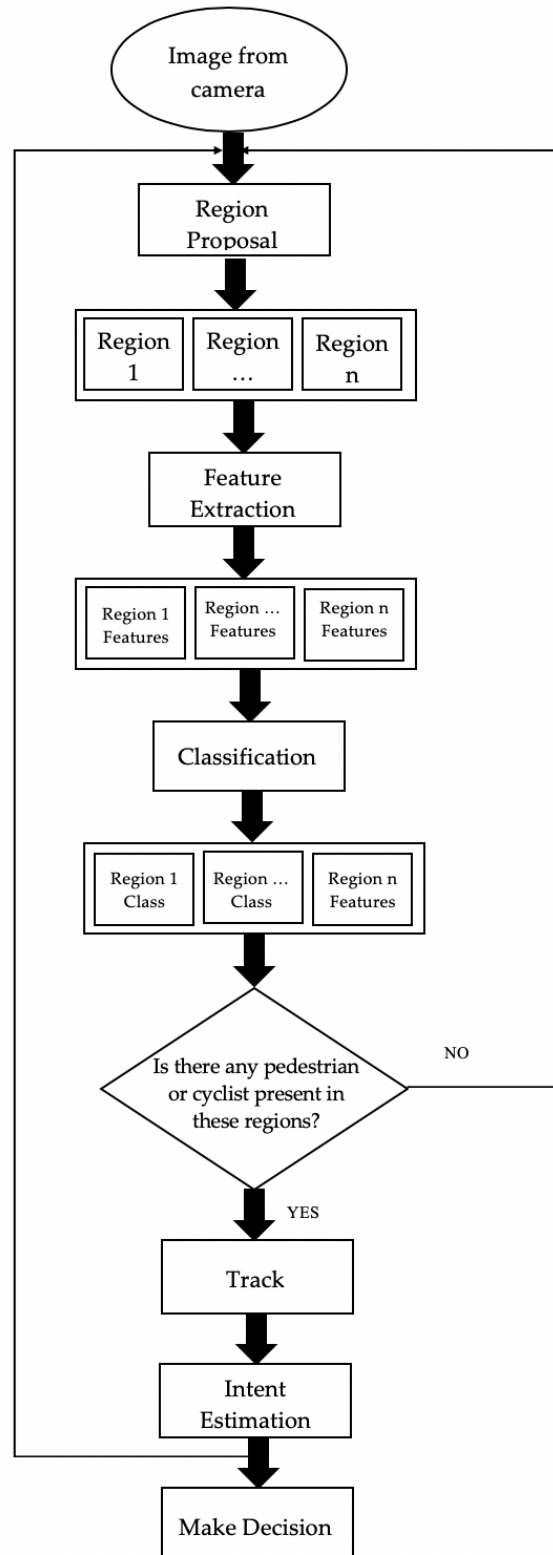 Image from
camera
Region
Proposal
Region
1
Region
…
Region
n
Feature
Extraction
Region 1
Features
Region …
Features
Region n
Features
Classification
Region 1
Class
Region …
Class
Region n
Features
Is there any pedestrian
or cyclist present in
these regions?
NO
YES
Track
Intent
Estimation
Make Decision